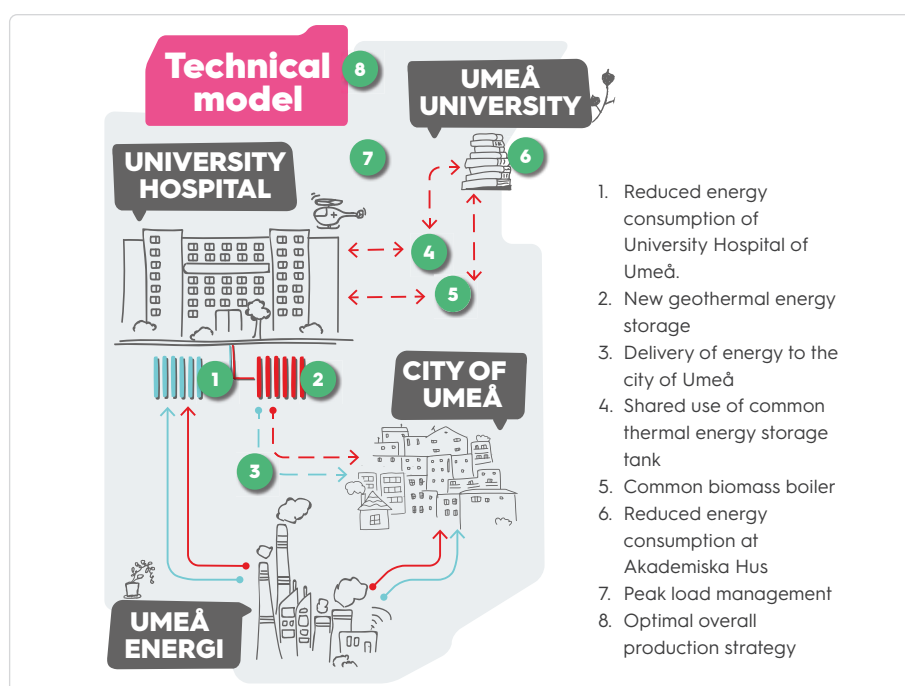 Technical
model
8
UMEÅ
UNIVERSITY
7
6
UNIVERSITY
HOSPITAL
4
5
1
2
CITY OF
UMEÅ
3
UMEÅ
ENERGI
1. Reduced energy
consumption of
University Hospital of
Umeå.
2. New geothermal energy
storage
3. Delivery of energy to the
city of Umeå
4. Shared use of common
thermal energy storage
tank
5. Common biomass boiler
6. Reduced energy
consumption at
Akademiska Hus
7. Peak load management
8. Optimal overall
production strategy